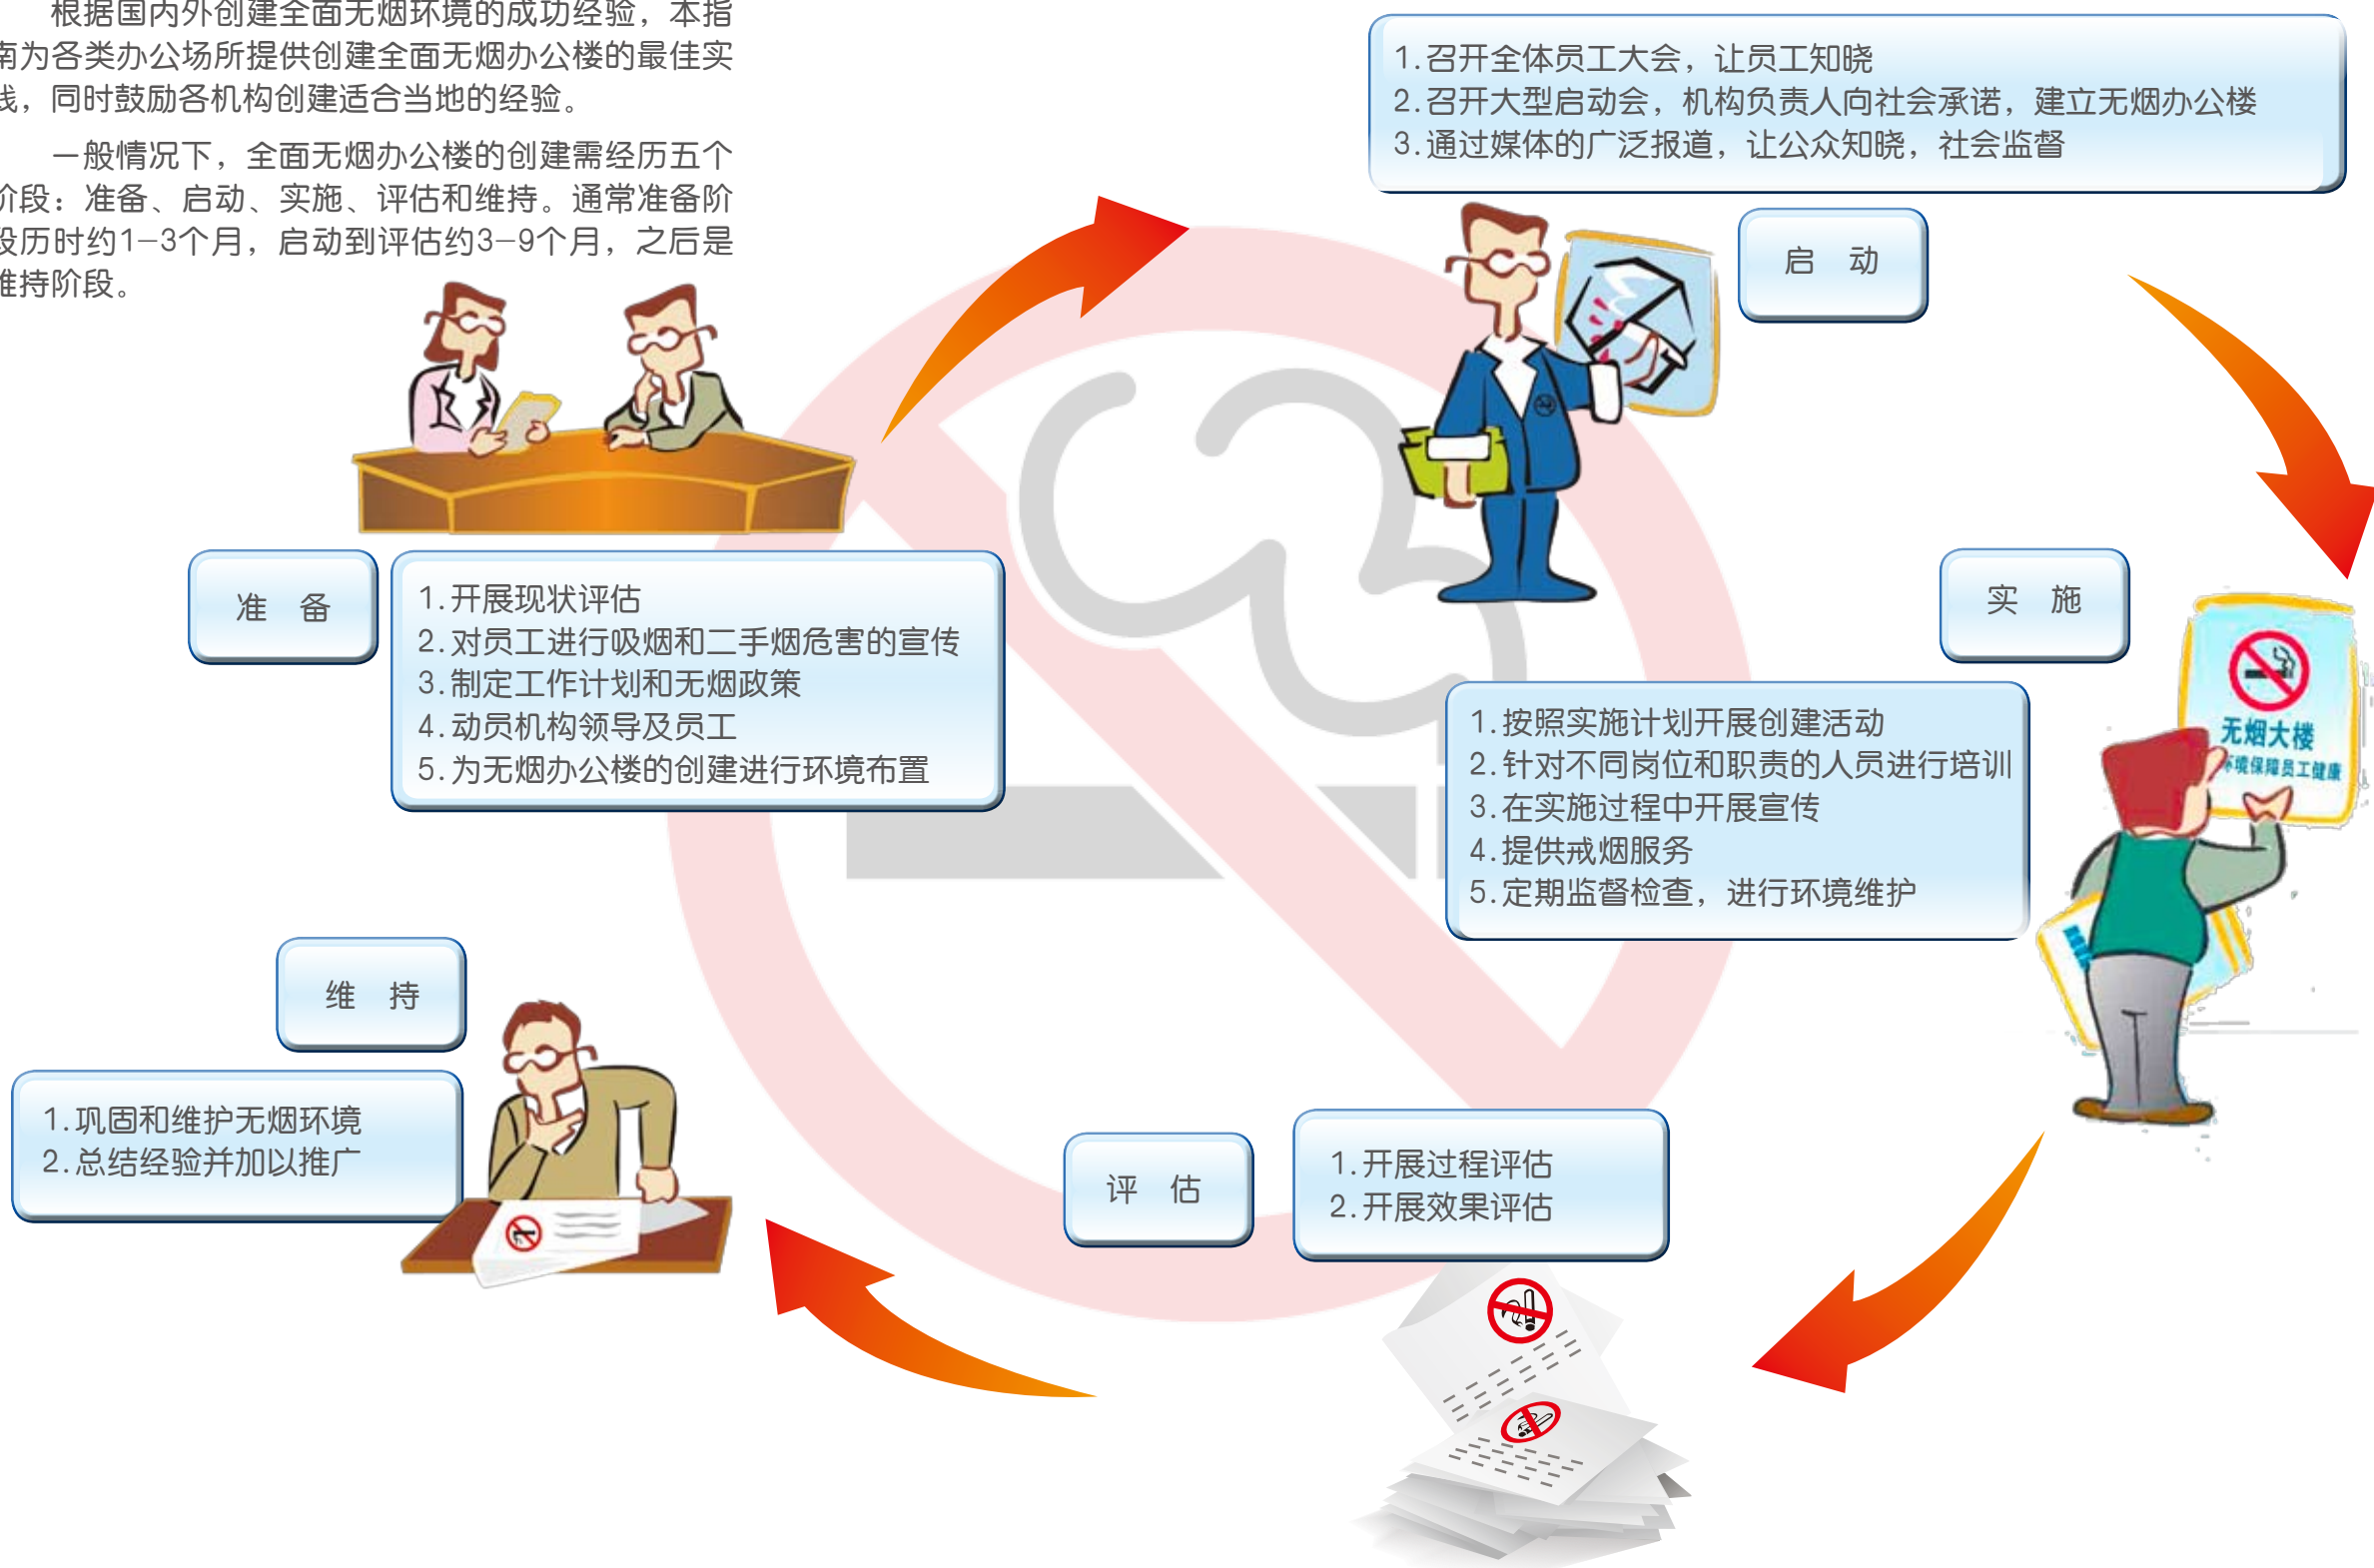 根据国内外创建全面无烟环境的成功经验，本指
南为各类办公场所提供创建全面无烟办公楼的最佳实
践，同时鼓励各机构创建适合当地的经验。
一般情况下，全面无烟办公楼的创建需经历五个
阶段：准备、启动、实施、评估和维持。通常准备阶
段历时约1-3个月，启动到评估约3-9个月，之后是
维持阶段。
1.召开全体员工大会，让员工知晓
2.召开大型启动会，机构负责人向社会承诺，建立无烟办公楼
3.通过媒体的广泛报道，让公众知晓，社会监督
启 动
准 备
1.开展现状评估
2.对员工进行吸烟和二手烟危害的宣传
3.制定工作计划和无烟政策
4.动员机构领导及员工
5.为无烟办公楼的创建进行环境布置
实 施
1.按照实施计划开展创建活动
2.针对不同岗位和职责的人员进行培训
3.在实施过程中开展宣传
4.提供戒烟服务
5.定期监督检查，进行环境维护
无烟大楼
环境保障员工健康
维 持
1.巩固和维护无烟环境
2.总结经验并加以推广
评 估
1.开展过程评估
2.开展效果评估